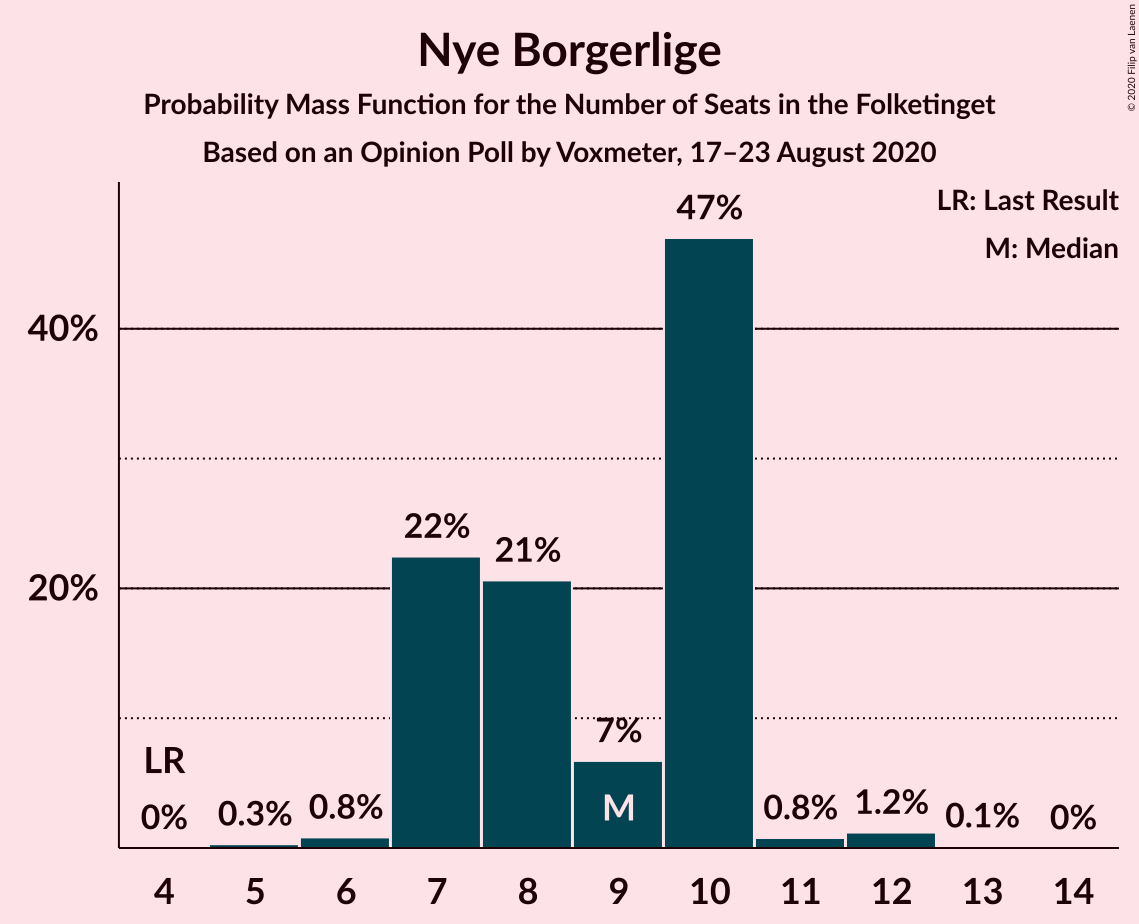 Nye Borgerlige
Probability Mass Function for the Number of Seats in the Folketinget
Based on an Opinion Poll by Voxmeter, 17–23 August 2020
© 2020 Filip van Laenen
LR: Last Result
M: Median
47%
40%
22%
21%
20%
7%
LR
0%
0.3%
0.8%
M
0.8%
1.2%
0.1%
0%
4 5 6 7 8 9 10 11 12 13 14